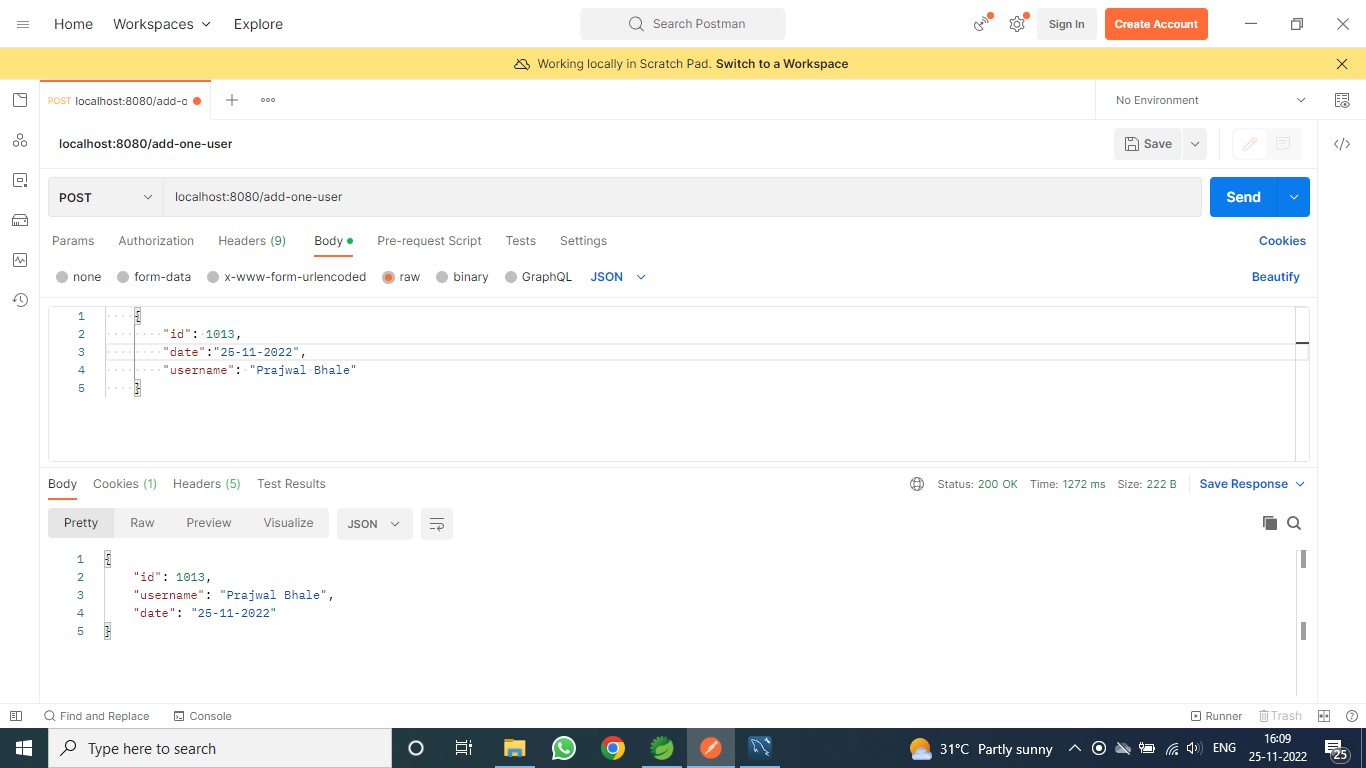 Home Workspaces Explore Search Postman Sign In Create Account
Working locally in Scratch Pad. Switch to a Workspace
POST localhost:8080/add-o No Environment
localhost:8080/add-one-user Save
POST localhost:8080/add-one-user Send
Params Authorization Headers (9) Body Pre-request Script Tests Settings Cookies
none form-data x-www-form-urlencoded raw binary GraphQL JSON Beautify
1 {
2 "id": 1013,
3 "date":"25-11-2022",
4 "username": "Prajwal Bhale"
5 }
Body Cookies (1) Headers (5) Test Results Status: 200 OK Time: 1272 ms Size: 222 B Save Response
Pretty Raw Preview Visualize JSON
1 {
2 "id": 1013,
3 "username": "Prajwal Bhale",
4 "date": "25-11-2022"
5 }
Find and Replace Console Runner Trash
Type here to search 31°C Partly sunny ENG 16:09
25-11-2022 25